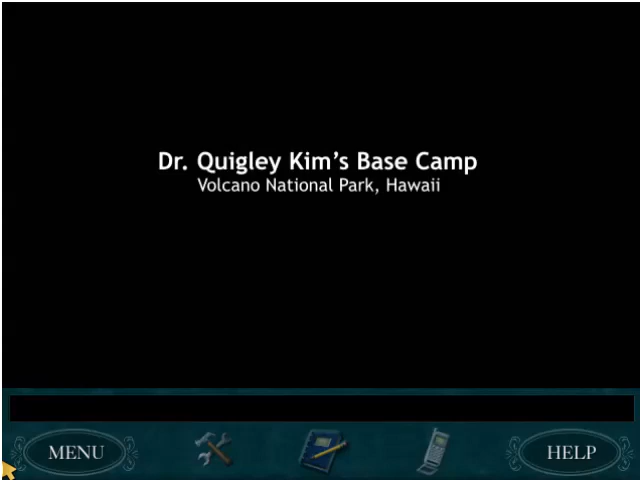 Dr. Quigley Kim's Base Camp
Volcano National Park, Hawaii
MENU
HELP